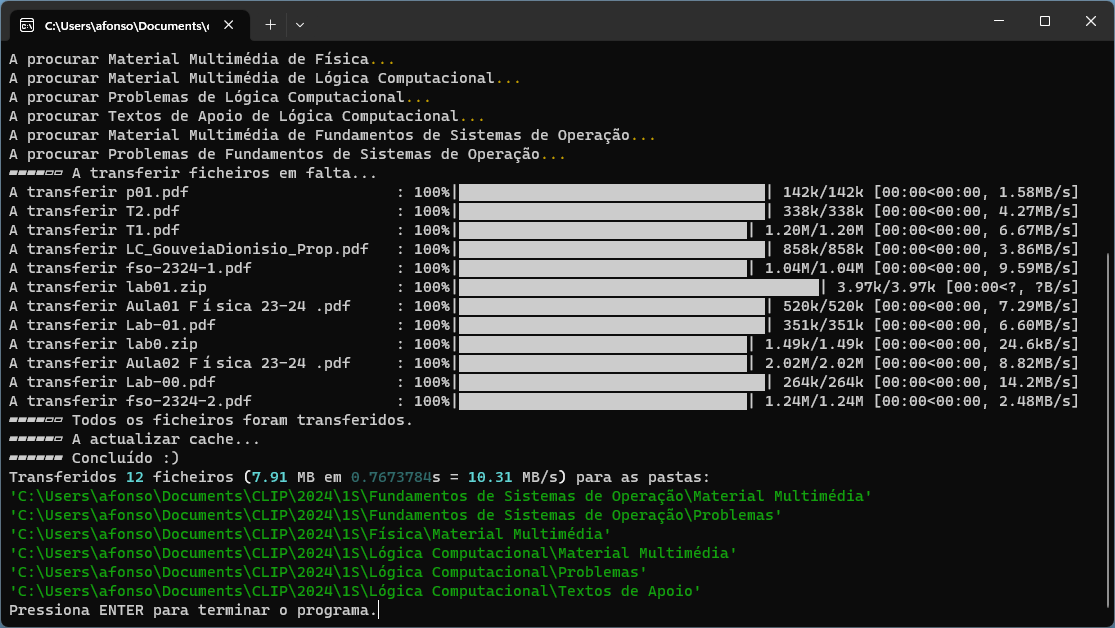 C:\Users\afonso\Documents\
A procurar Material Multimédia de Física...
A procurar Material Multimédia de Lógica Computacional...
A procurar Problemas de Lógica Computacional...
A procurar Textos de Apoio de Lógica Computacional...
A procurar Material Multimédia de Fundamentos de Sistemas de Operação...
A procurar Problemas de Fundamentos de Sistemas de Operação...
▰▰▰▰▱▱ A transferir ficheiros em falta...
A transferir p01.pdf : 100%| | 142k/142k [00:00<00:00, 1.58MB/s]
A transferir T2.pdf : 100%| | 338k/338k [00:00<00:00, 4.27MB/s]
A transferir T1.pdf : 100%| | 1.20M/1.20M [00:00<00:00, 6.67MB/s]
A transferir LC_GouveiaDionisio_Prop.pdf : 100%| | 858k/858k [00:00<00:00, 3.86MB/s]
A transferir fso-2324-1.pdf : 100%| | 1.04M/1.04M [00:00<00:00, 9.59MB/s]
A transferir lab01.zip : 100%| | 3.97k/3.97k [00:00<?, ?B/s]
A transferir Aula01 Física 23-24 .pdf : 100%| | 520k/520k [00:00<00:00, 7.29MB/s]
A transferir Lab-01.pdf : 100%| | 351k/351k [00:00<00:00, 6.60MB/s]
A transferir lab0.zip : 100%| | 1.49k/1.49k [00:00<00:00, 24.6kB/s]
A transferir Aula02 Física 23-24 .pdf : 100%| | 2.02M/2.02M [00:00<00:00, 8.82MB/s]
A transferir Lab-00.pdf : 100%| | 264k/264k [00:00<00:00, 14.2MB/s]
A transferir fso-2324-2.pdf : 100%| | 1.24M/1.24M [00:00<00:00, 2.48MB/s]
▰▰▰▰▱▱ Todos os ficheiros foram transferidos.
▰▰▰▰▰▱ A actualizar cache...
▰▰▰▰▰▰ Concluído :)
Transferidos 12 ficheiros (7.91 MB em 0.7673784s = 10.31 MB/s) para as pastas:
'C:\Users\afonso\Documents\CLIP\2024\1S\Fundamentos de Sistemas de Operação\Material Multimédia'
'C:\Users\afonso\Documents\CLIP\2024\1S\Fundamentos de Sistemas de Operação\Problemas'
'C:\Users\afonso\Documents\CLIP\2024\1S\Física\Material Multimédia'
'C:\Users\afonso\Documents\CLIP\2024\1S\Lógica Computacional\Material Multimédia'
'C:\Users\afonso\Documents\CLIP\2024\1S\Lógica Computacional\Problemas'
'C:\Users\afonso\Documents\CLIP\2024\1S\Lógica Computacional\Textos de Apoio'
Pressiona ENTER para terminar o programa.